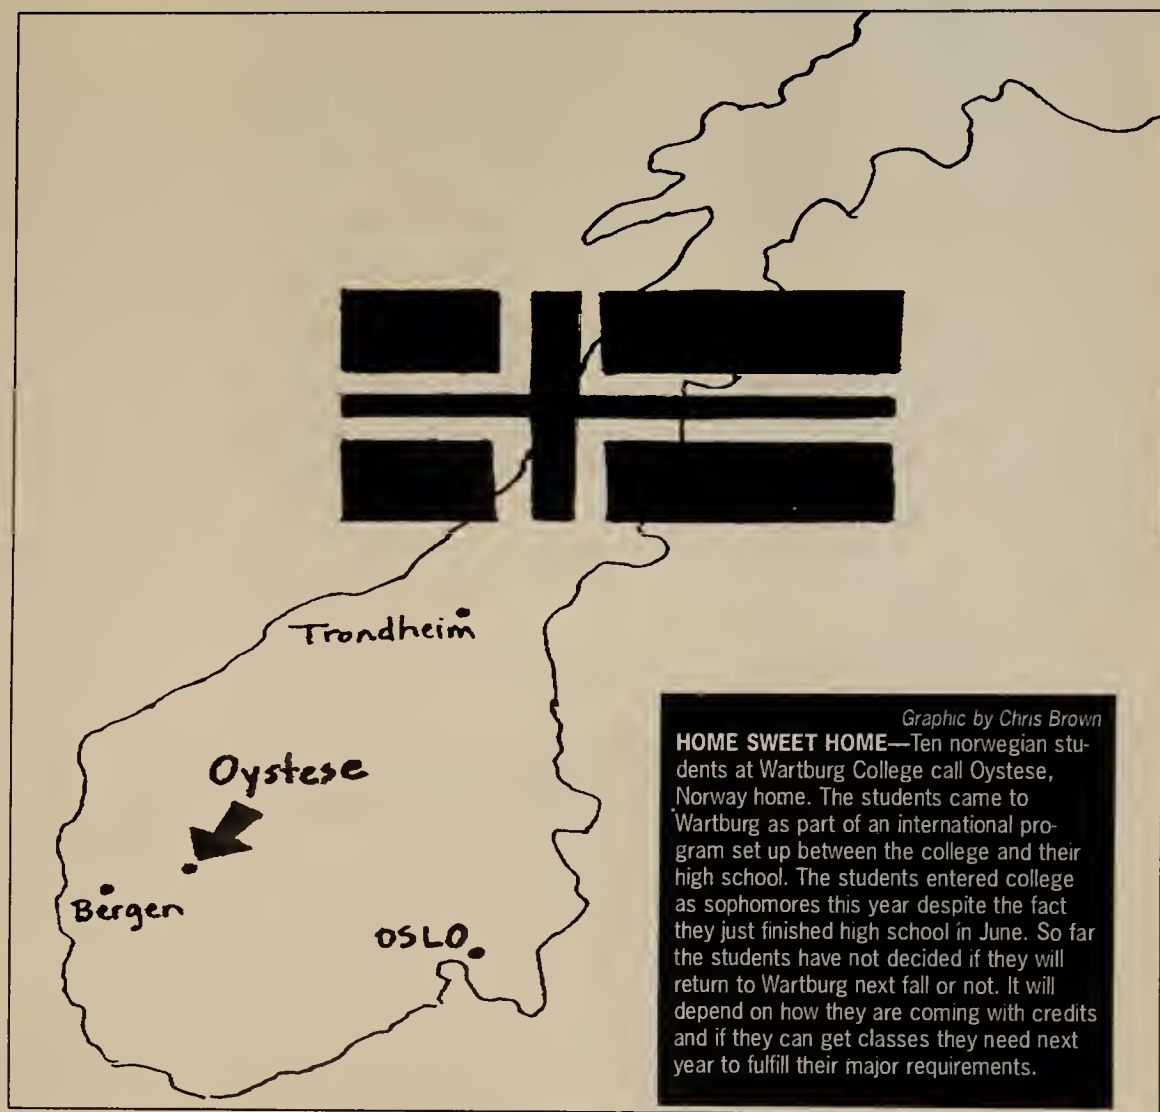 Trondheim
Oystese
Bergen
OSLO
Graphic by Chris Brown
HOME SWEET HOME—Ten norwegian stu-
dents at Wartburg College call Oystese,
Norway home. The students came to
Wartburg as part of an international pro-
gram set up between the college and their
high school. The students entered college
as sophomores this year despite the fact
they just finished high school in June. So far
the students have not decided if they will
return to Wartburg next fall or not. It will
depend on how they are coming with credits
and if they can get classes they need next
year to fulfill their major requirements.